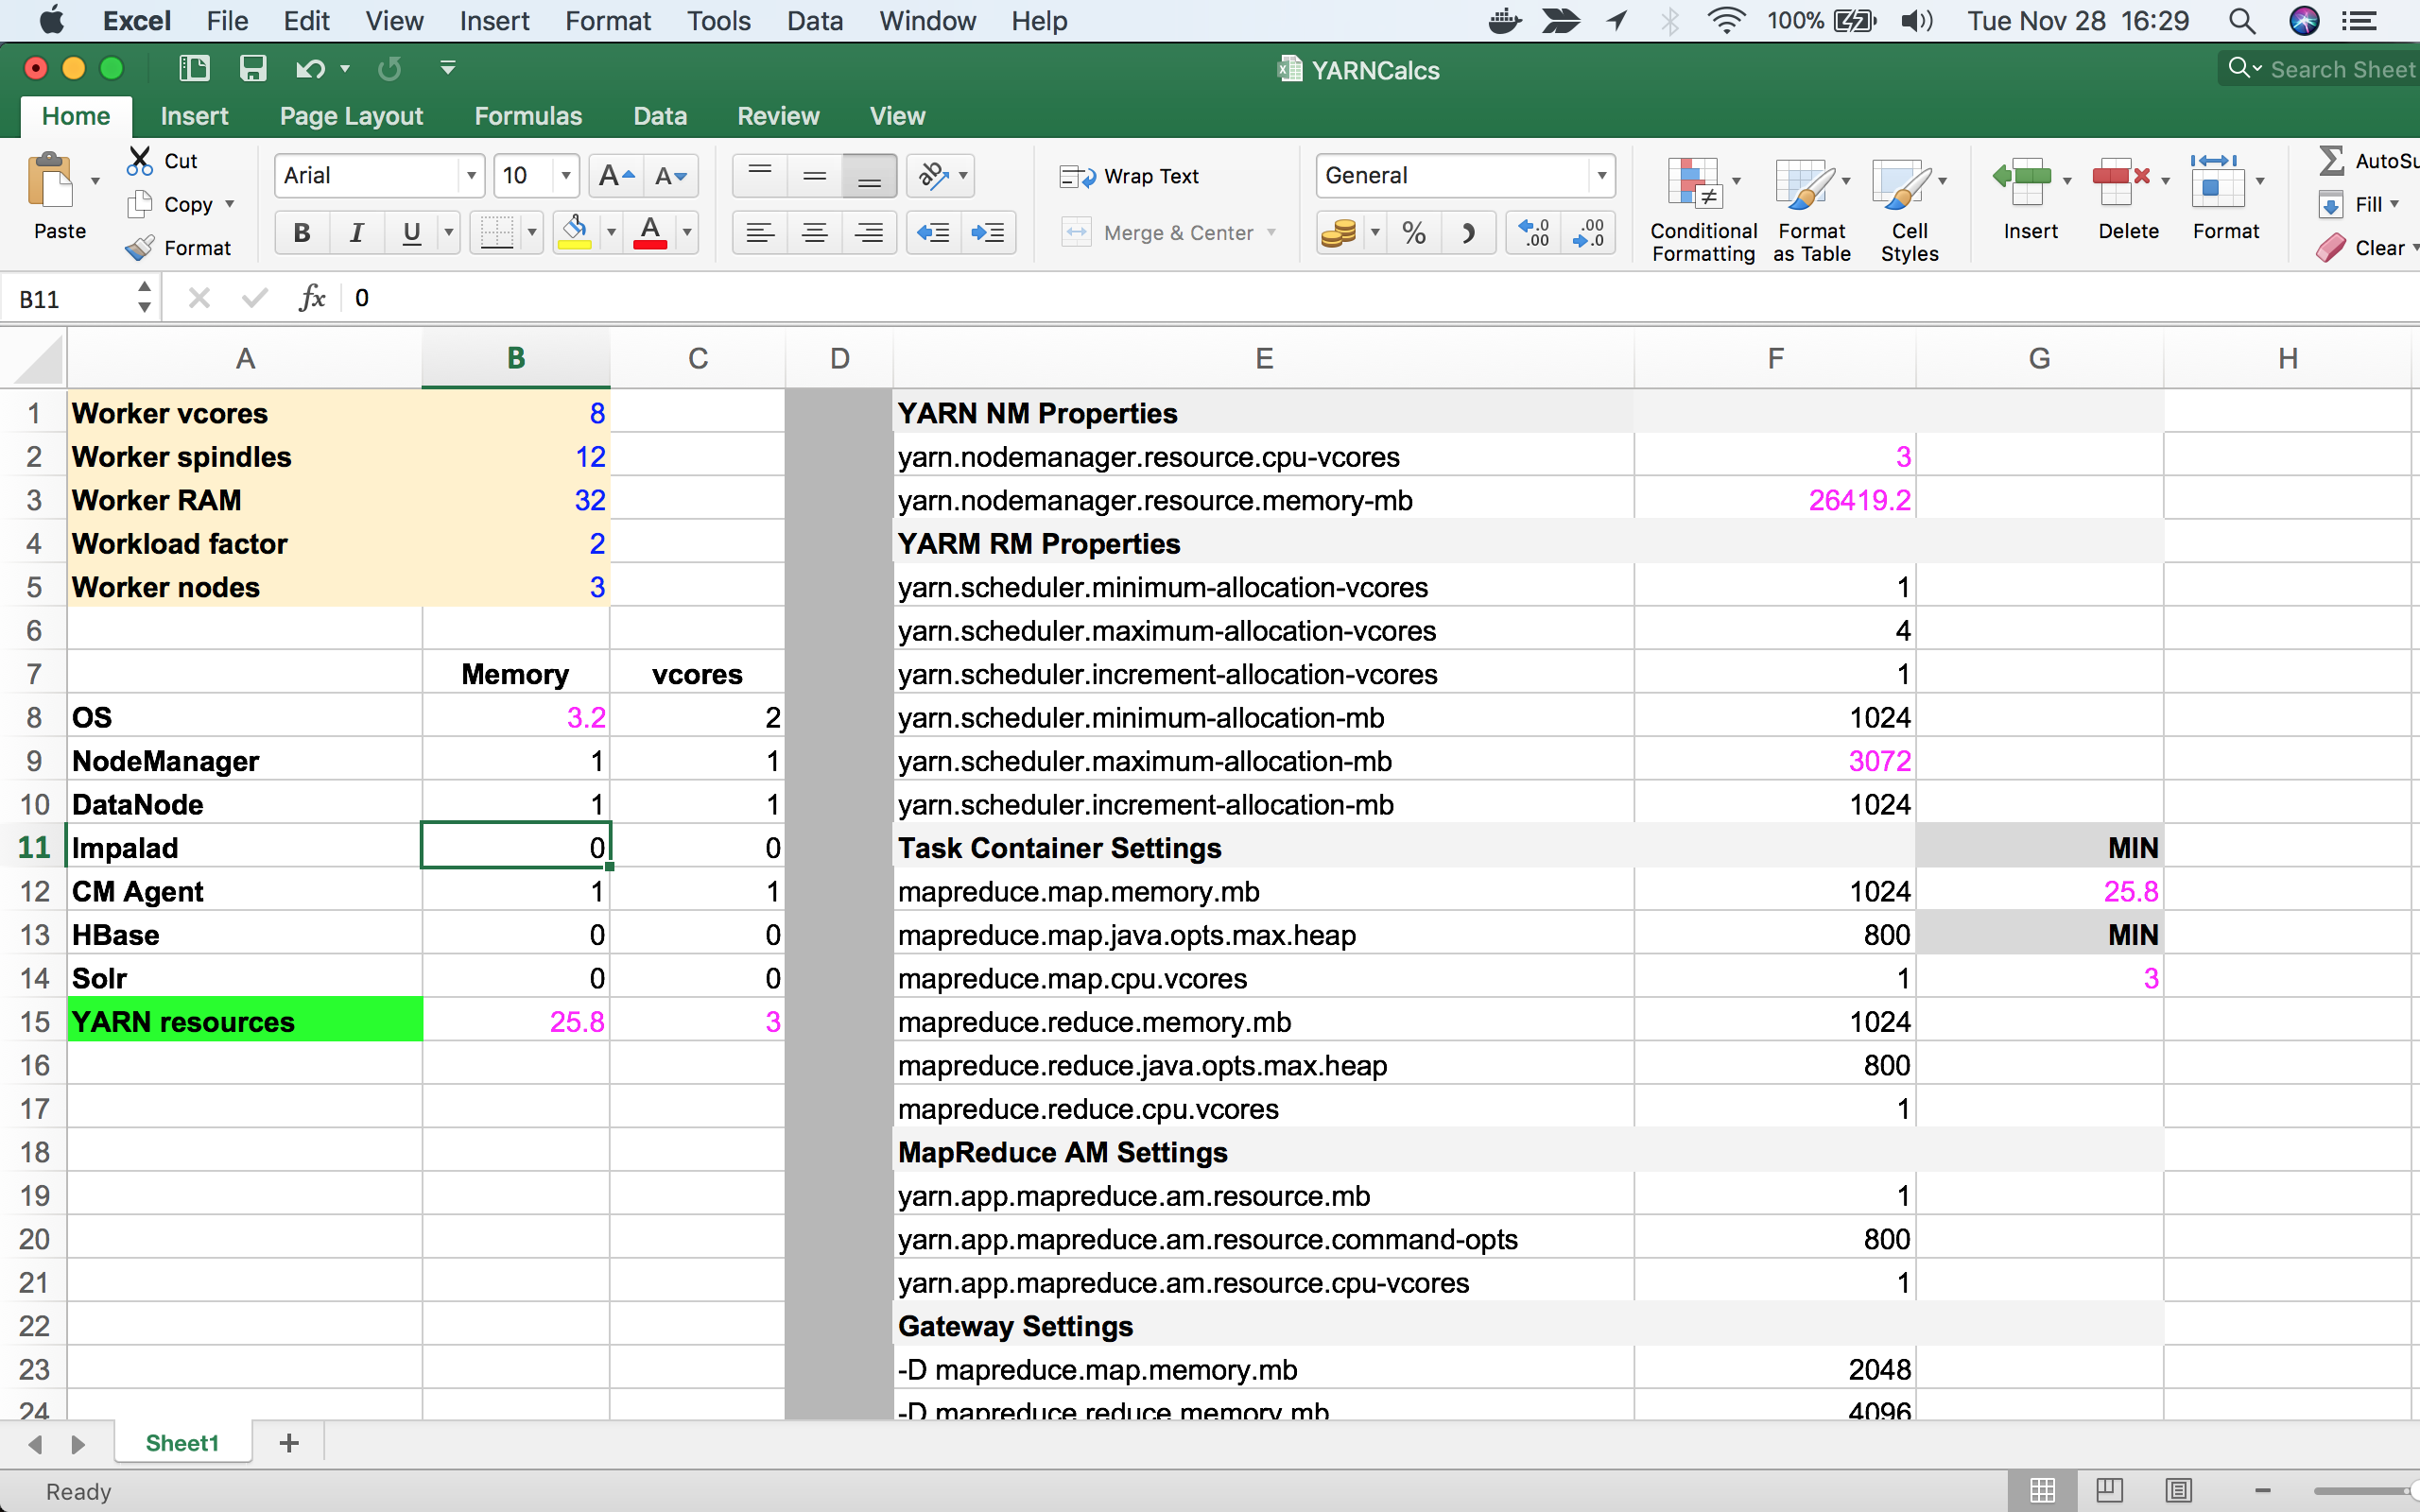 Excel File Edit View Insert Format Tools Data Window Help 100% Tue Nov 28 16:29
YARNCalcs Search Sheet
Home Insert Page Layout Formulas Data Review View
Paste Cut Copy Format
Arial 10 A A
B I U A
Wrap Text
Merge & Center
General
% .0 .00 .00 .0
Conditional Formatting
Format as Table
Cell Styles
Insert Delete Format
Fill
Clear
B11 fx 0
A B C D E F G H
1 Worker vcores 8 YARN NM Properties
2 Worker spindles 12 yarn.nodemanager.resource.cpu-vcores 3
3 Worker RAM 32 yarn.nodemanager.resource.memory-mb 26419.2
4 Workload factor 2 YARM RM Properties
5 Worker nodes 3 yarn.scheduler.minimum-allocation-vcores 1
6 yarn.scheduler.maximum-allocation-vcores 4
7 Memory vcores yarn.scheduler.increment-allocation-vcores 1
8 OS 3.2 2 yarn.scheduler.minimum-allocation-mb 1024
9 NodeManager 1 1 yarn.scheduler.maximum-allocation-mb 3072
10 DataNode 1 1 yarn.scheduler.increment-allocation-mb 1024
11 Impalad 0 0 Task Container Settings MIN
12 CM Agent 1 1 mapreduce.map.memory.mb 1024 25.8
13 HBase 0 0 mapreduce.map.java.opts.max.heap 800 MIN
14 Solr 0 0 mapreduce.map.cpu.vcores 1 3
15 YARN resources 25.8 3 mapreduce.reduce.memory.mb 1024
16 mapreduce.reduce.java.opts.max.heap 800
17 mapreduce.reduce.cpu.vcores 1
18 MapReduce AM Settings
19 yarn.app.mapreduce.am.resource.mb 1
20 yarn.app.mapreduce.am.resource.command-opts 800
21 yarn.app.mapreduce.am.resource.cpu-vcores 1
22 Gateway Settings
23 -D mapreduce.map.memory.mb 2048
24 -D mapreduce.reduce.memory.mb 4096
Sheet1 +
Ready